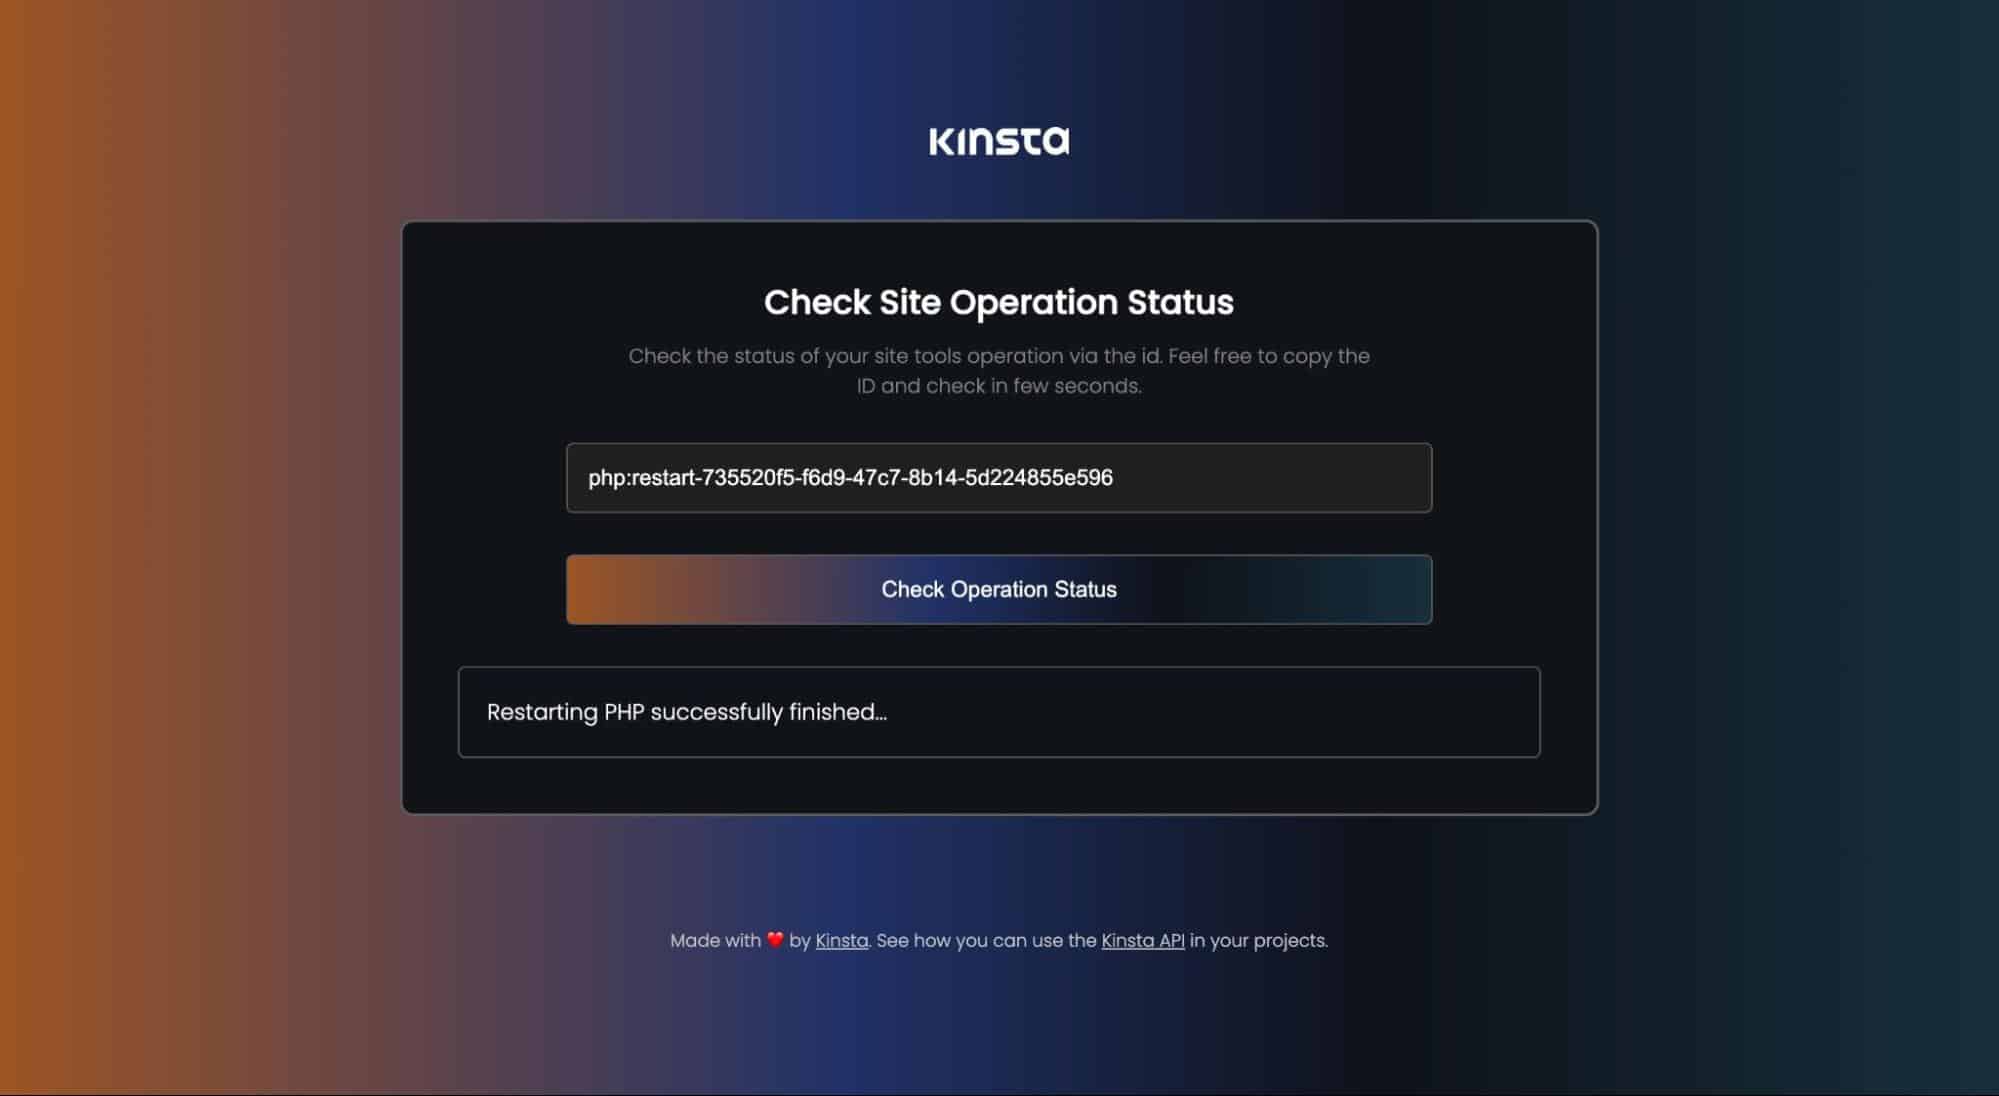 Kinsta
Check Site Operation Status
Check the status of your site tools operation via the id. Feel free to copy the
ID and check in few seconds.
php:restart-735520f5-f6d9-47c7-8b14-5d224855e596
Check Operation Status
Restarting PHP successfully finished...
Made with ❤️ by Kinsta. See how you can use the Kinsta API in your projects.